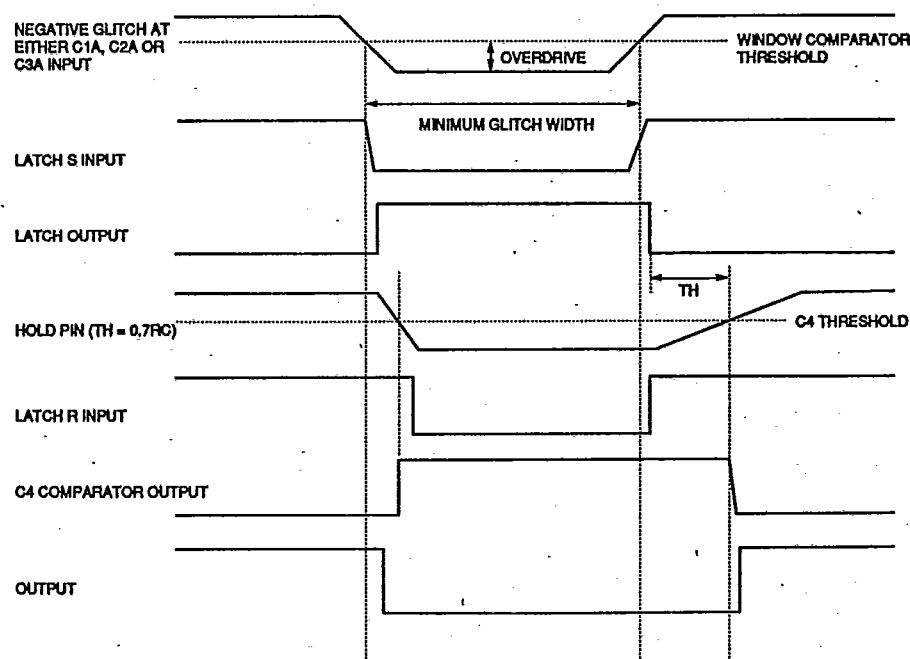 NEGATIVE GLITCH AT
EITHER C1A, C2A OR
C3A INPUT
OVERDRIVE
WINDOW COMPARATOR
THRESHOLD
MINIMUM GLITCH WIDTH
LATCH S INPUT
LATCH OUTPUT
TH
HOLD PIN (TH = 0,7RC)
C4 THRESHOLD
LATCH R INPUT
C4 COMPARATOR OUTPUT
OUTPUT